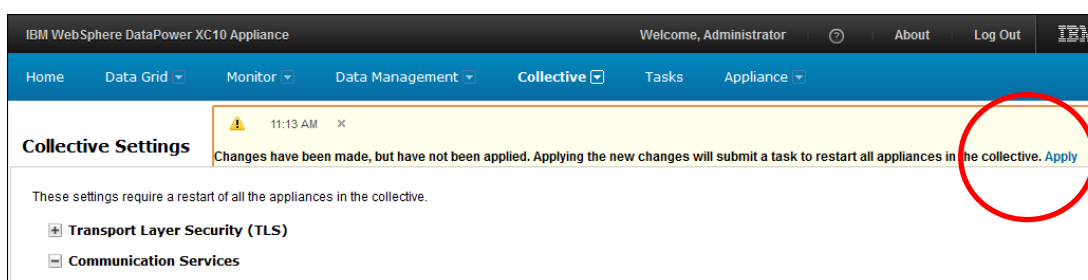 IBM WebSphere DataPower XC10 Appliance Welcome, Administrator ? About Log Out IBM
Home Data Grid Monitor Data Management Collective Tasks Appliance
11:13 AM ×
Collective Settings
Changes have been made, but have not been applied. Applying the new changes will submit a task to restart all appliances in the collective. Apply
These settings require a restart of all the appliances in the collective.
+ Transport Layer Security (TLS)
− Communication Services